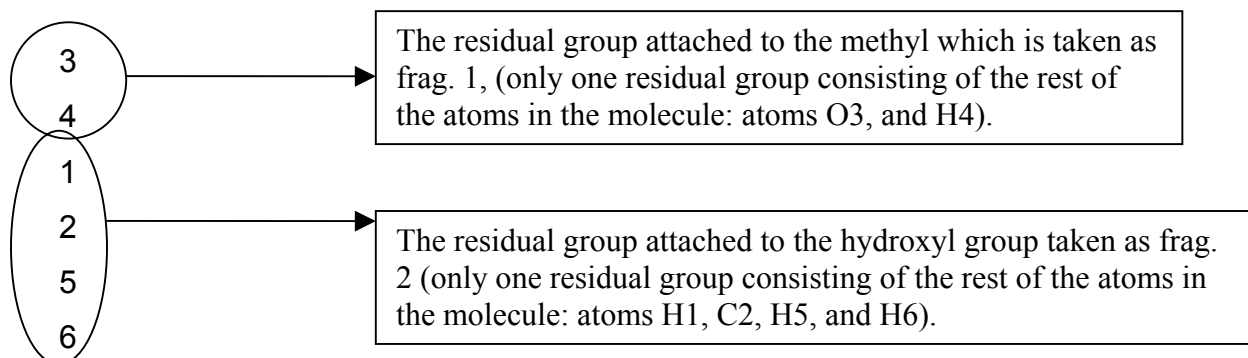 3
4
The residual group attached to the methyl which is taken as
frag. 1, (only one residual group consisting of the rest of
the atoms in the molecule: atoms O3, and H4).
1
2
5
6
The residual group attached to the hydroxyl group taken as frag.
2 (only one residual group consisting of the rest of the atoms in
the molecule: atoms H1, C2, H5, and H6).